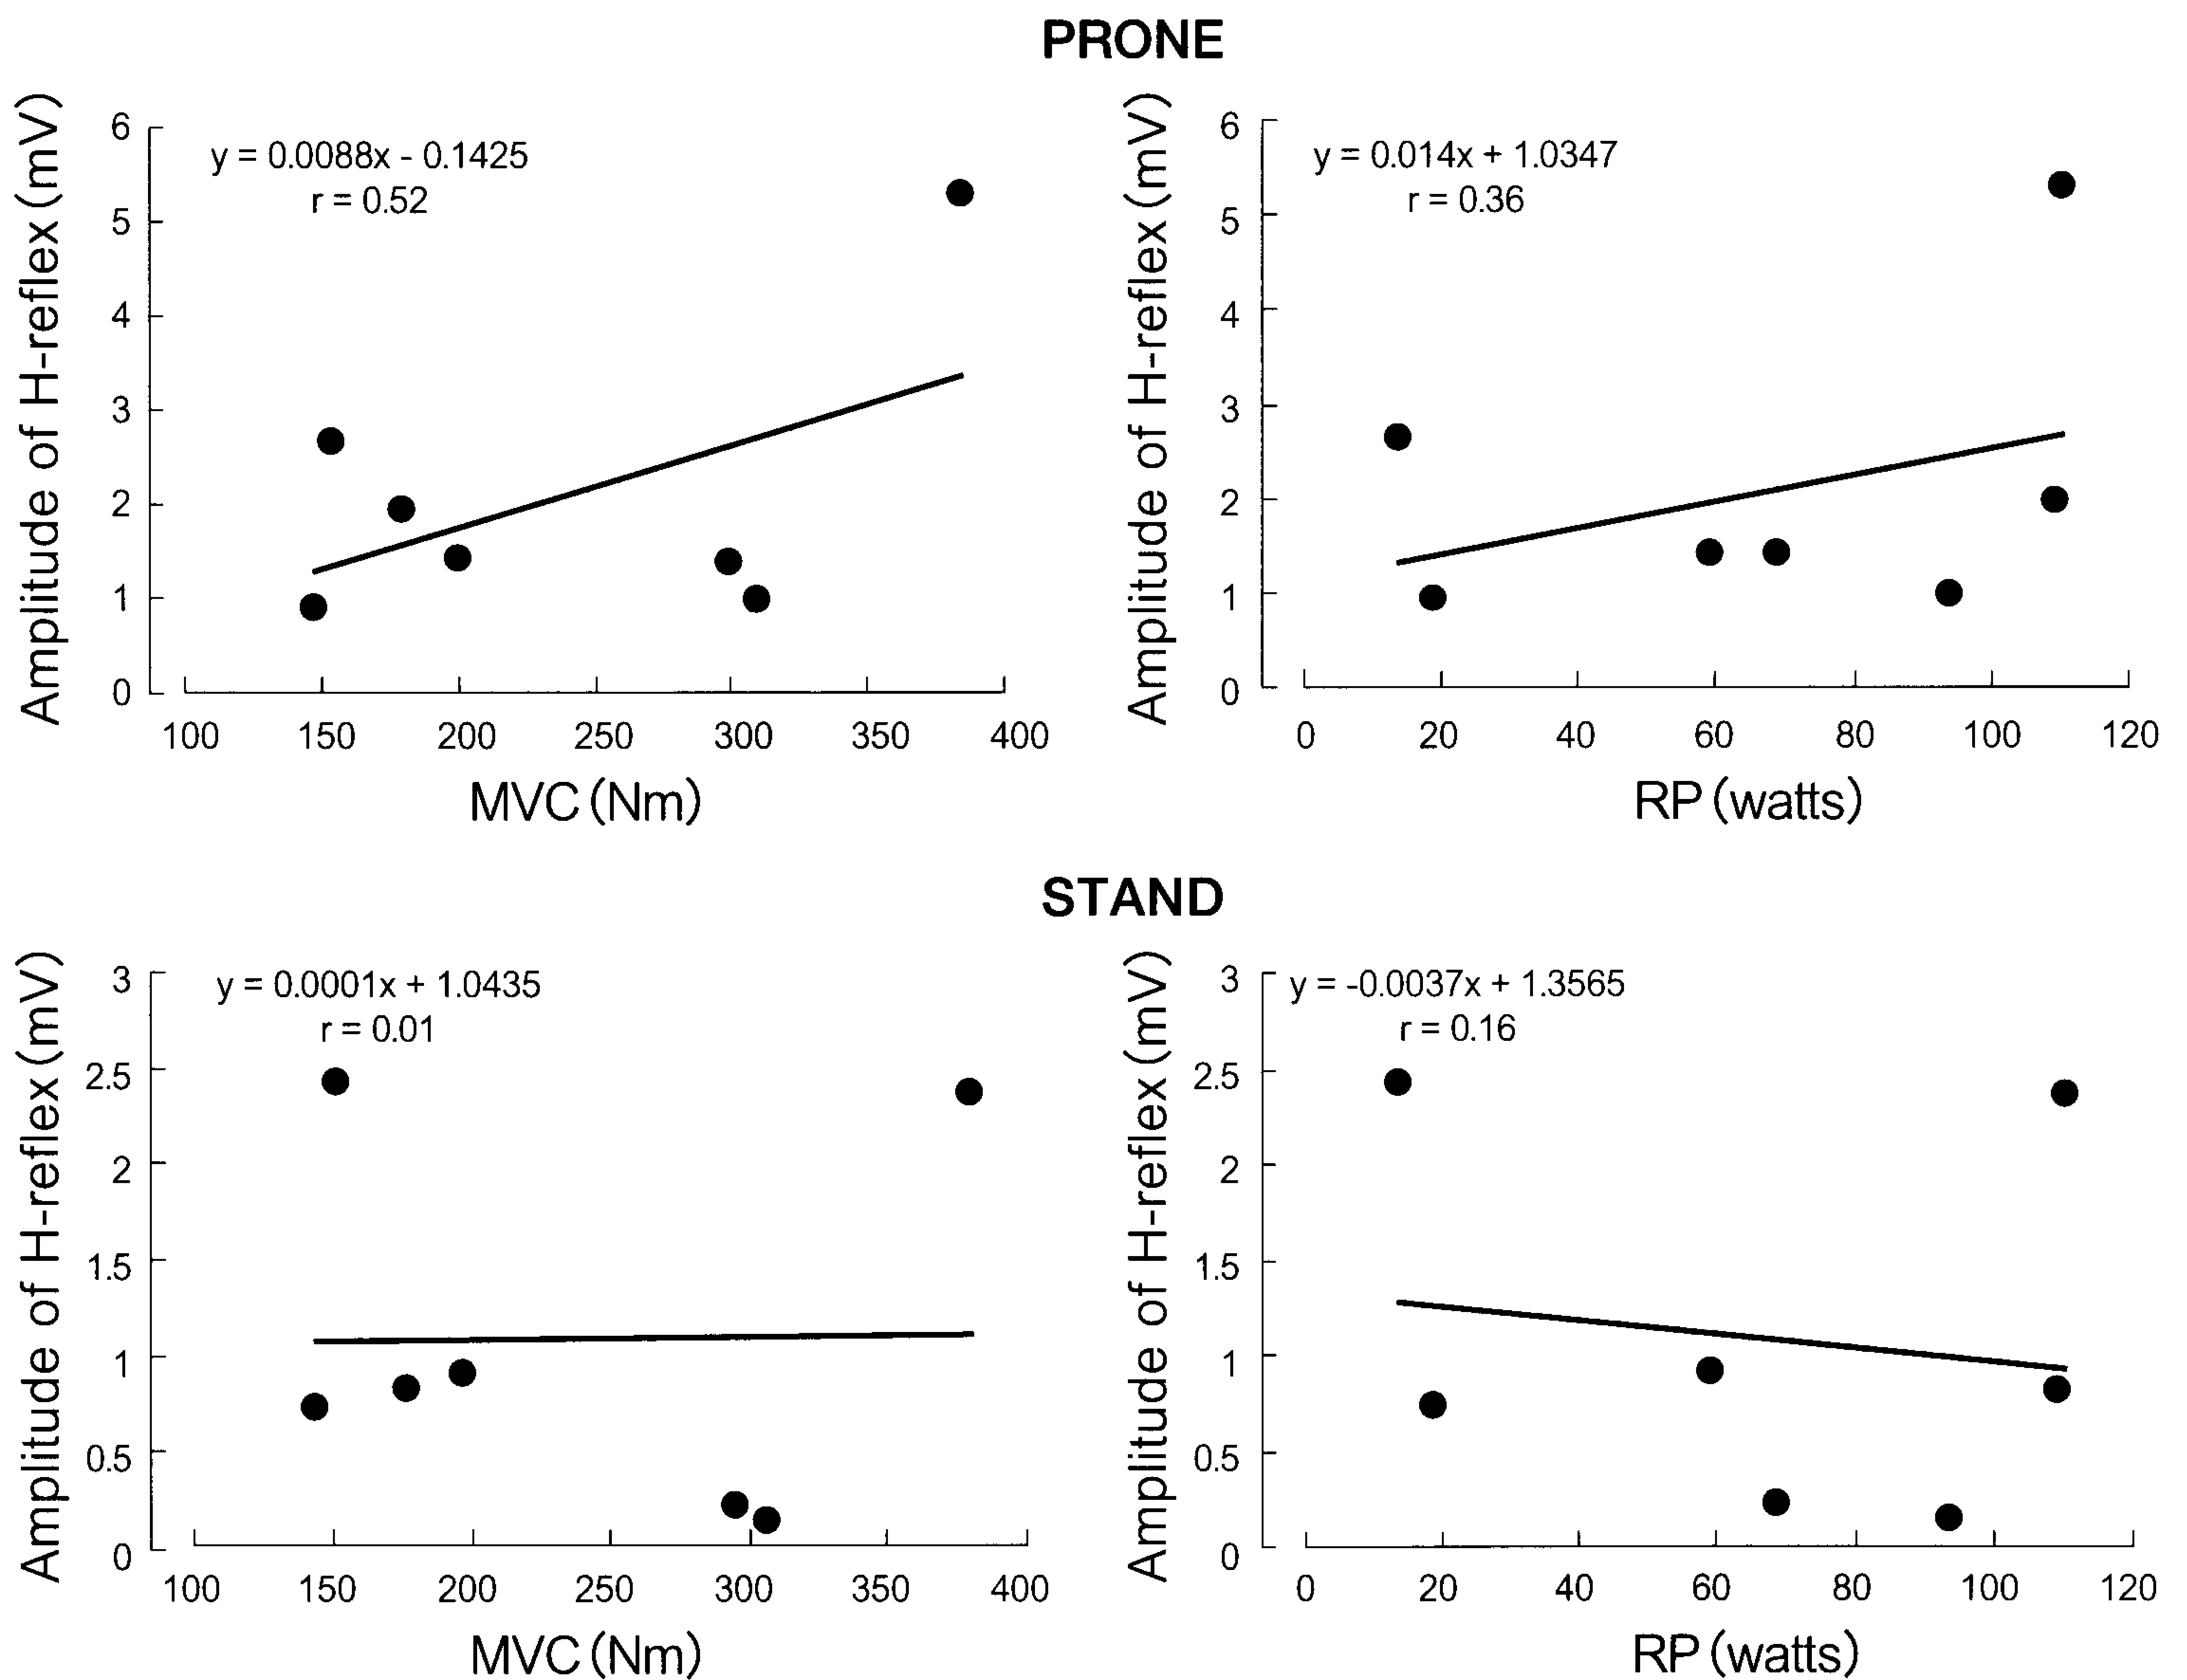 PRONE
Amplitude of H-reflex (mV)
6
5
4
3
2
1
0
y = 0.0088x - 0.1425
r = 0.52
100 150 200 250 300 350 400
MVC (Nm)
Amplitude of H-reflex (mV)
6
5
4
3
2
1
0
y = 0.014x + 1.0347
r = 0.36
0 20 40 60 80 100 120
RP (watts)
STAND
Amplitude of H-reflex (mV)
3
2.5
2
1.5
1
0.5
0
y = 0.0001x + 1.0435
r = 0.01
100 150 200 250 300 350 400
MVC (Nm)
Amplitude of H-reflex (mV)
3
2.5
2
1.5
1
0.5
0
y = -0.0037x + 1.3565
r = 0.16
0 20 40 60 80 100 120
RP (watts)